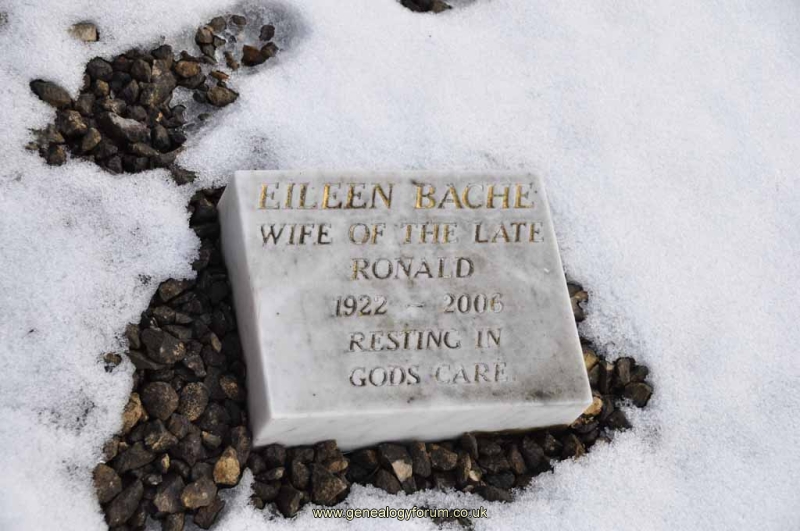 EILEEN BACHE
WIFE OF THE LATE
RONALD
1922 – 2006
RESTING IN
GODS CARE
www.genealogyforum.co.uk